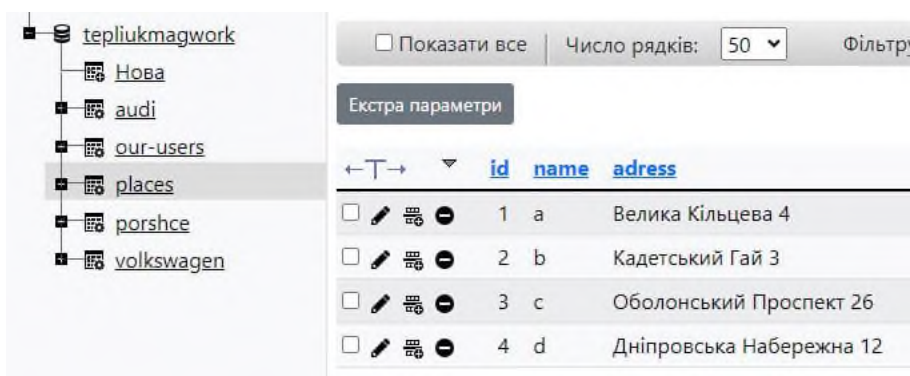 tepliukmagwork
Нова
audi
our-users
places
porshce
volkswagen
Показати все Число рядків: 50 Фільтру
Екстра параметри
id name adress
1 a Велика Кільцева 4
2 b Кадетський Гай 3
3 c Оболонський Проспект 26
4 d Дніпровська Набережна 12